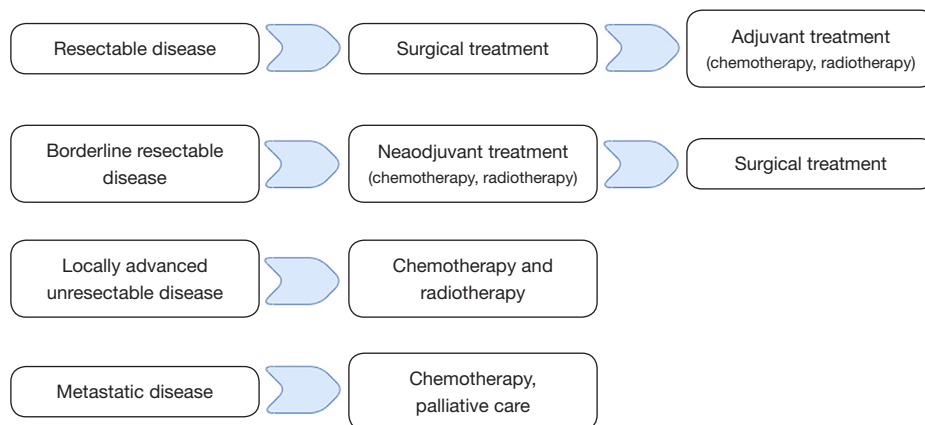 Resectable disease
Surgical treatment
Adjuvant treatment
(chemotherapy, radiotherapy)
Borderline resectable
disease
Neaodjuvant treatment
(chemotherapy, radiotherapy)
Surgical treatment
Locally advanced
unresectable disease
Chemotherapy and
radiotherapy
Metastatic disease
Chemotherapy,
palliative care